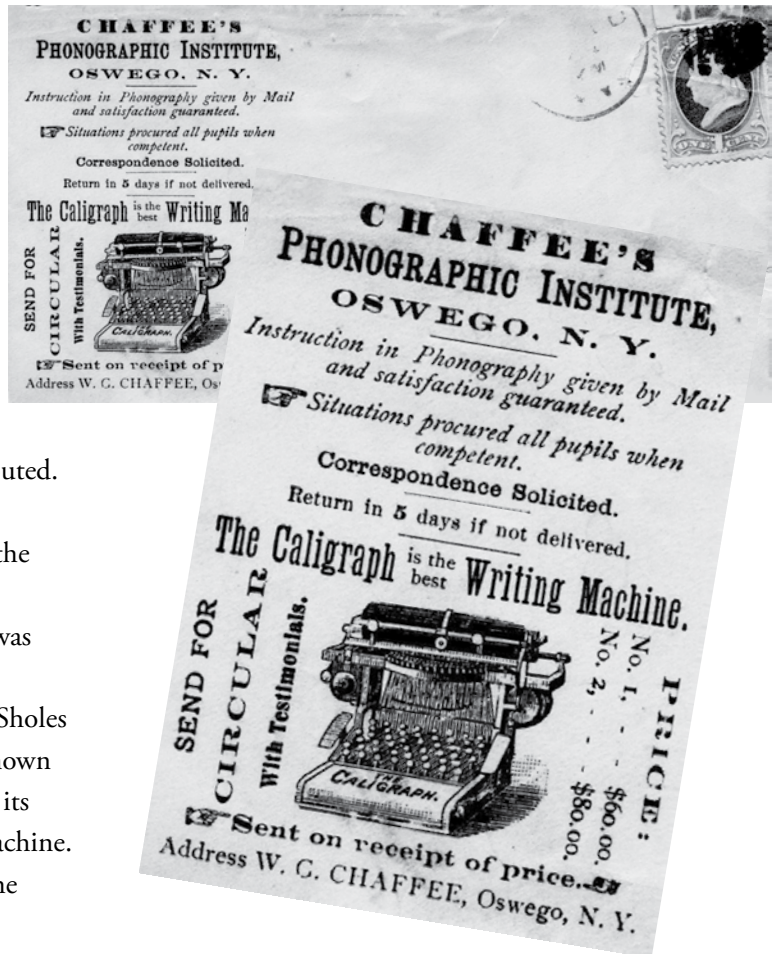 CHAFFEE'S
PHONOGRAPHIC INSTITUTE,
OSWEGO, N. Y.
Instruction in Phonography given by Mail
and satisfaction guaranteed.
Situations procured all pupils when
competent.
Correspondence Solicited.
Return in 5 days if not delivered.
The Caligraph is the best Writing Ma
SEND FOR
CIRCULAR
With Testimonials.
CALIGRAPH.
Sent on receipt of p
Address W. G. CHAFFEE, Os
CHAFFEE'S
PHONOGRAPHIC INSTITUTE,
OSWEGO, N. Y.
Instruction in Phonography given by Mail
and satisfaction guaranteed.
Situations procured all pupils when
competent.
Correspondence Solicited.
Return in 5 days if not delivered.
The Caligraph is the best Writing Machine.
SEND FOR
CIRCULAR
With Testimonials.
THE
CALIGRAPH.
PRICE:
No. 1, - - $60.00.
No. 2, - - $80.00.
Sent on receipt of price.
Address W. G. CHAFFEE, Oswego, N. Y.
uted.
the
was
Sholes
nown
its
achine.
ne